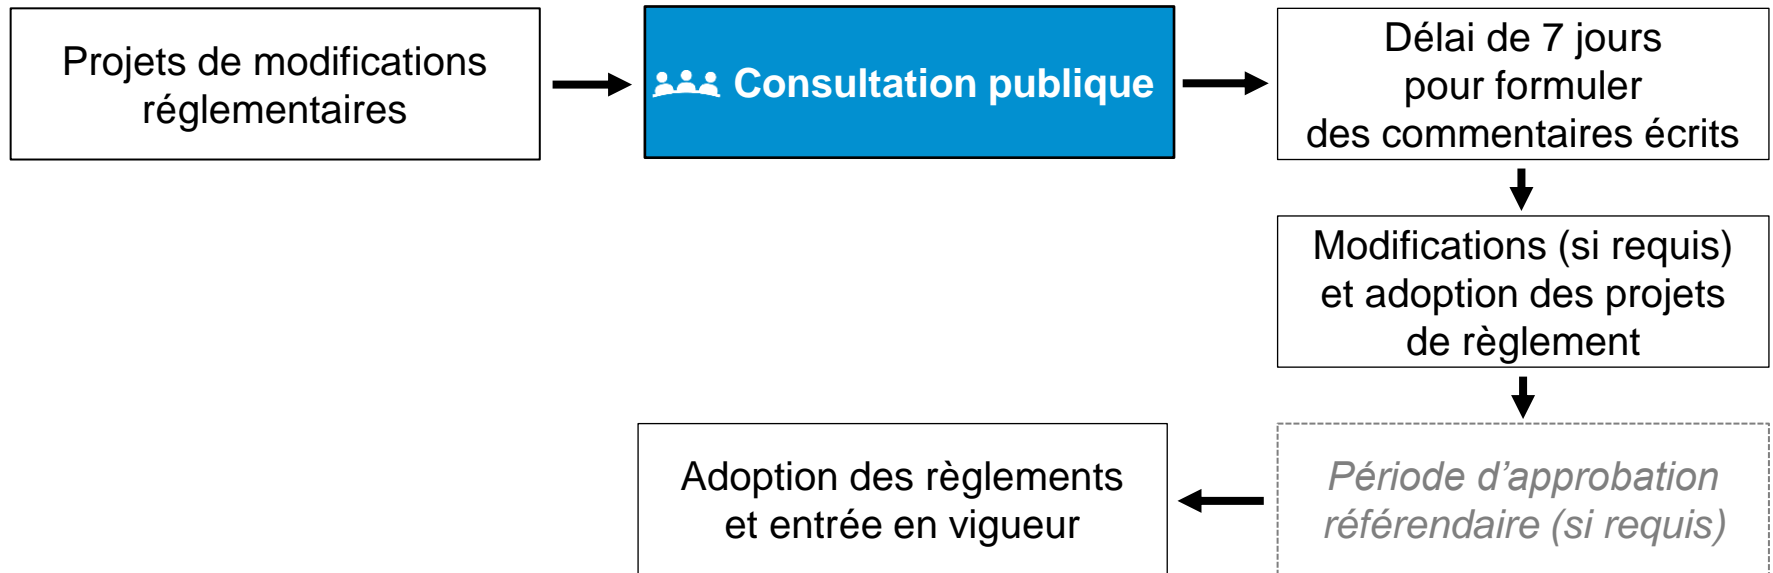 Projets de modifications
réglementaires
Consultation publique
Délai de 7 jours
pour formuler
des commentaires écrits
Modifications (si requis)
et adoption des projets
de règlement
Période d’approbation
référendaire (si requis)
Adoption des règlements
et entrée en vigueur